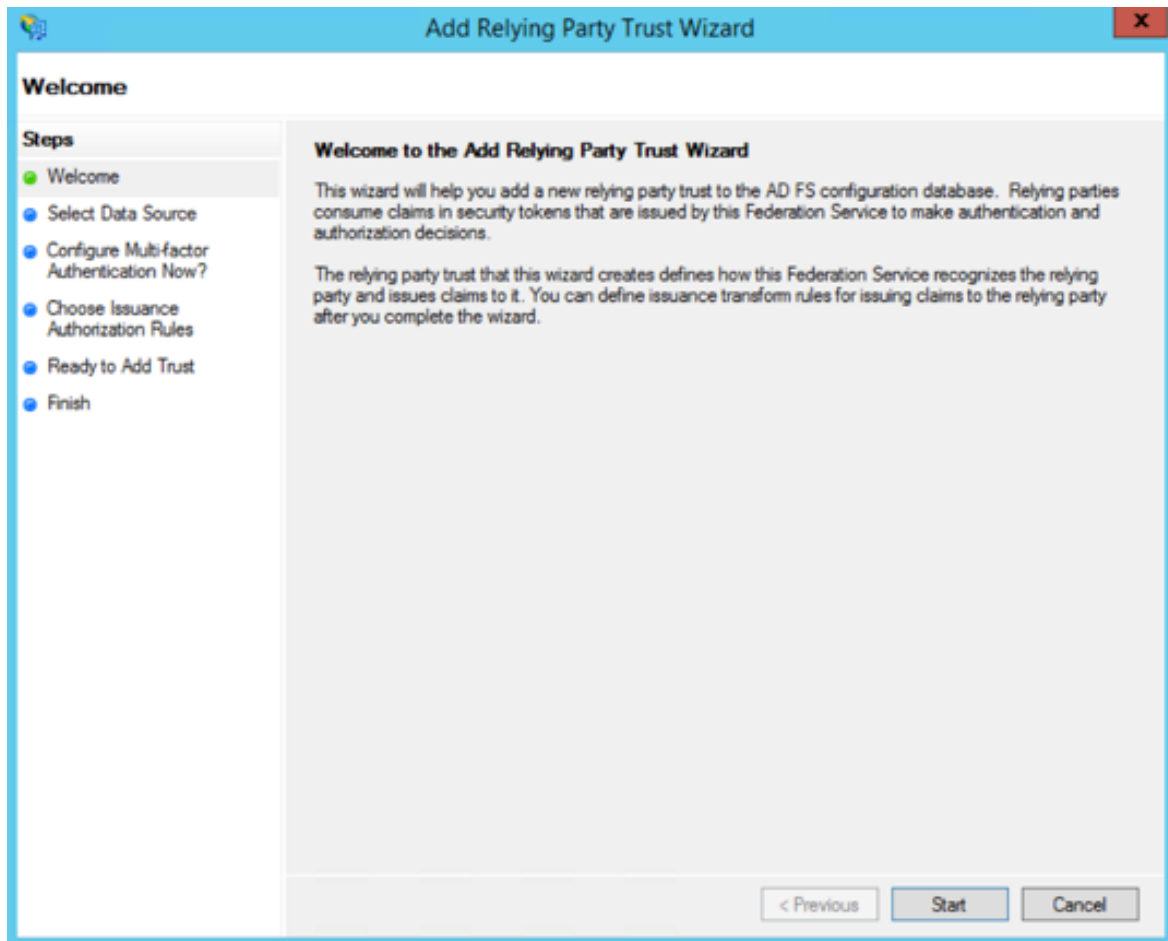 Add Relying Party Trust Wizard
x
Welcome
Steps
Welcome
Select Data Source
Configure Multi-factor
Authentication Now?
Choose Issuance
Authorization Rules
Ready to Add Trust
Finish
Welcome to the Add Relying Party Trust Wizard
This wizard will help you add a new relying party trust to the AD FS configuration database. Relying parties
consume claims in security tokens that are issued by this Federation Service to make authentication and
authorization decisions.
The relying party trust that this wizard creates defines how this Federation Service recognizes the relying
party and issues claims to it. You can define issuance transform rules for issuing claims to the relying party
after you complete the wizard.
< Previous
Start
Cancel